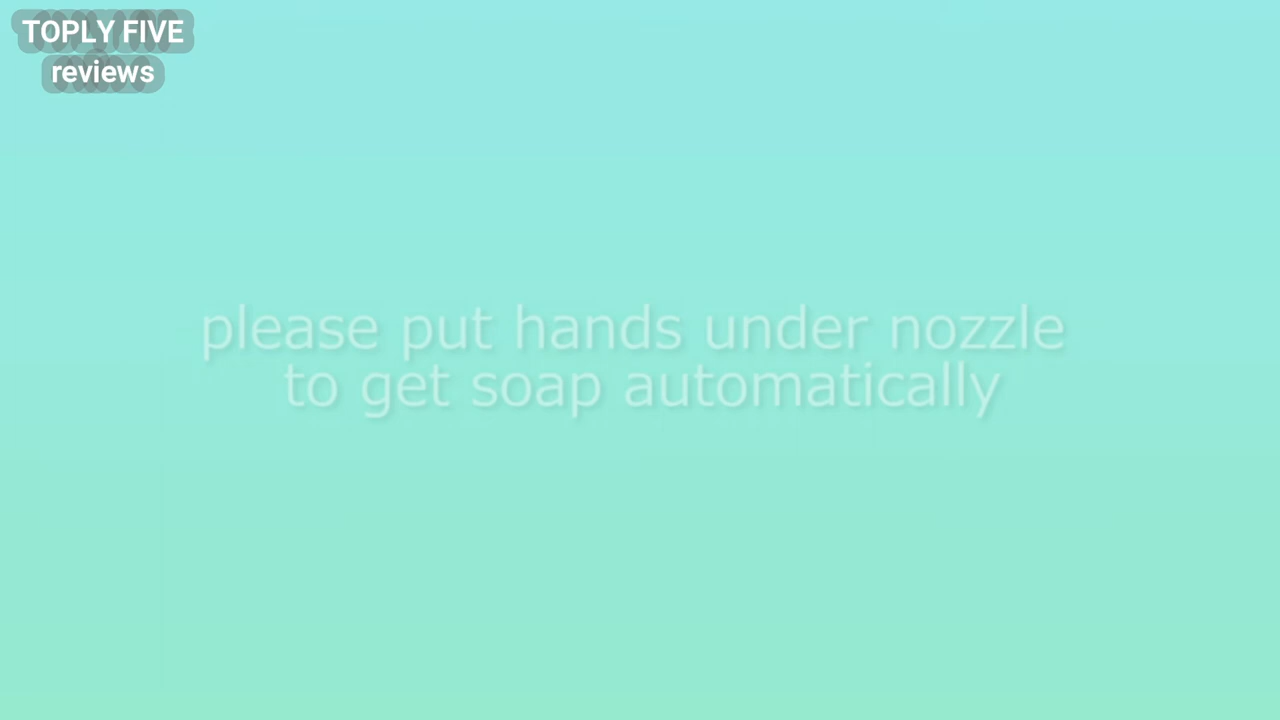 TOPLY FIVE
reviews
please put hands under nozzle
to get soap automatically